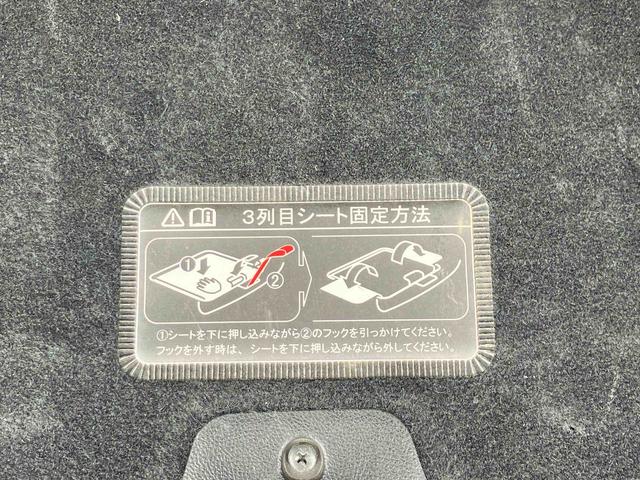 3列目シート固定方法
①
②
①シートを下に押し込みながら②のフックを引っかけてください。
フックを外す時は、シートを下に押し込みながら外してください。